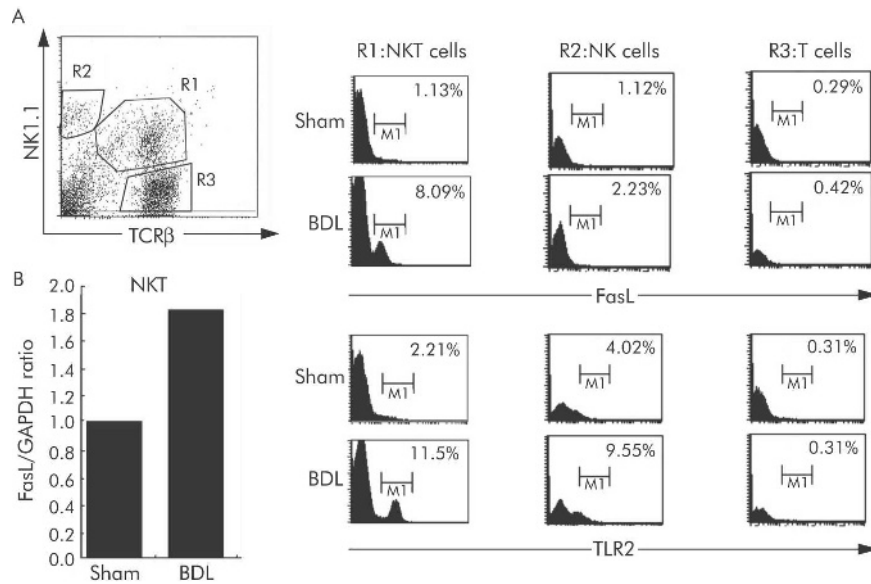 A
NK1.1
R2
R1
R3
TCRβ
R1:NKT cells
R2:NK cells
R3:T cells
Sham
1.13%
M1
1.12%
M1
0.29%
M1
BDL
8.09%
M1
2.23%
M1
0.42%
M1
FasL
Sham
2.21%
M1
4.02%
M1
0.31%
M1
BDL
11.5%
M1
9.55%
M1
0.31%
M1
TLR2
B
NKT
FasL/GAPDH ratio
2.0
1.8
1.6
1.4
1.2
1.0
0.8
0.6
0.4
0.2
0.0
Sham
BDL